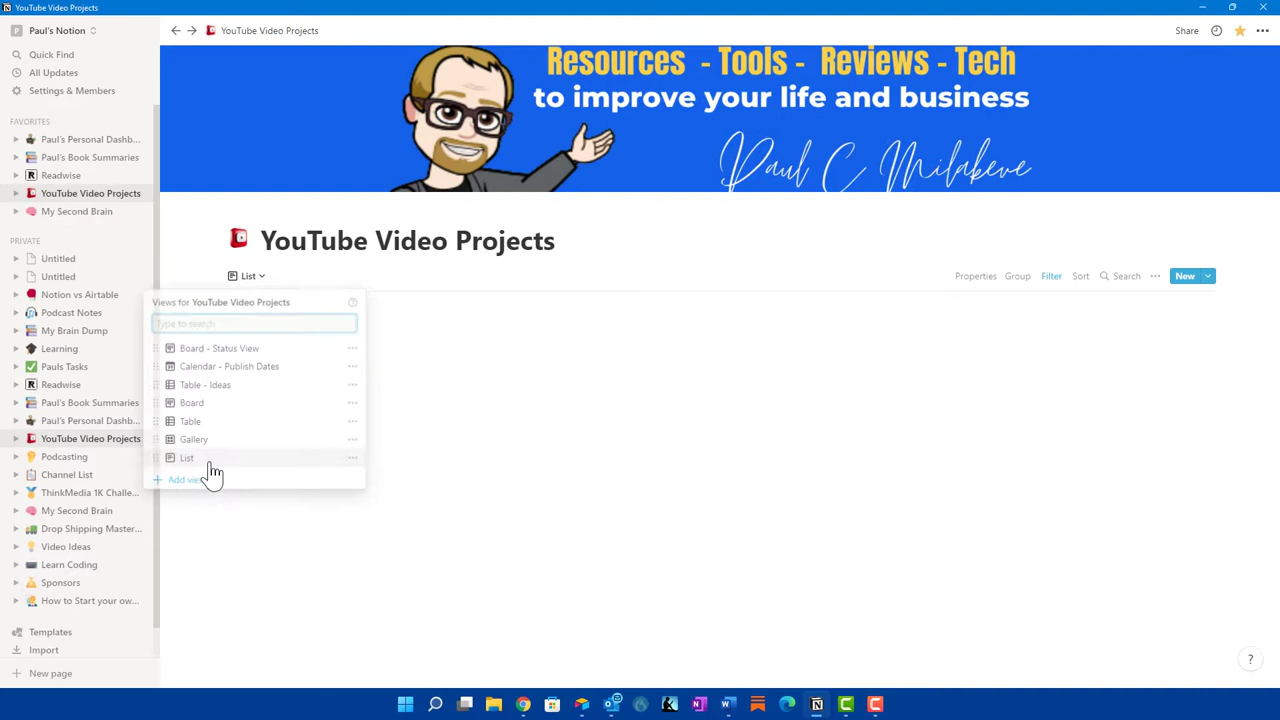 YouTube Video Projects
Paul's Notion
Quick Find
All Updates
Settings & Members
FAVORITES
Paul's Personal Dashb...
Paul's Book Summaries
Readwise
YouTube Video Projects
My Second Brain
PRIVATE
Untitled
Untitled
Notion vs Airtable
Podcast Notes
My Brain Dump
Learning
Pauls Tasks
Readwise
Paul's Book Summaries
Paul's Personal Dashb...
YouTube Video Projects
Podcasting
Channel List
ThinkMedia 1K Challe...
My Second Brain
Drop Shipping Master...
Video Ideas
Learn Coding
Sponsors
How to Start your ow...
Templates
Import
New page
YouTube Video Projects
Share
Resources - Tools - Reviews - Tech
to improve your life and business
Paul C
YouTube Video Projects
List
Properties Group Filter Sort Search New
Views for YouTube Video Projects
Type to search
Board - Status View
Calendar - Publish Dates
Table - Ideas
Board
Table
Gallery
List
Add